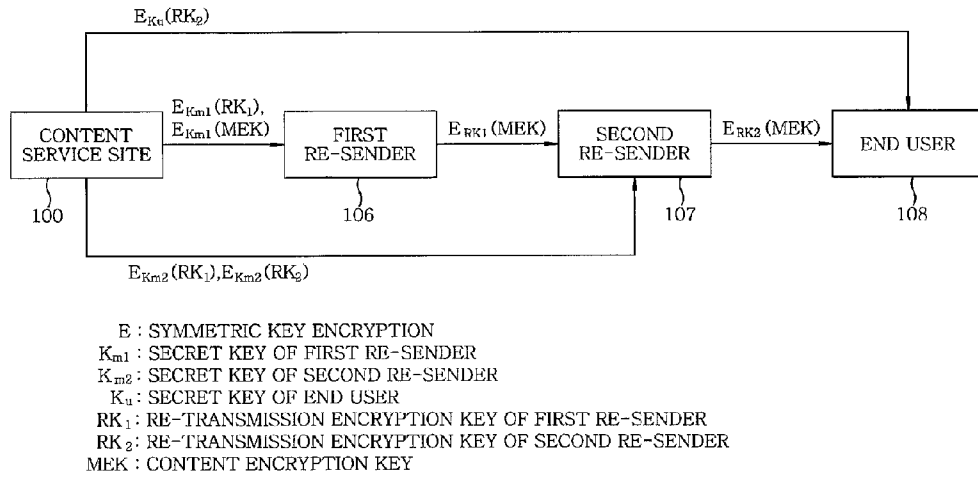 E_Ku(RK_2)
E_Km1(RK_1),
E_Km1(MEK)
CONTENT
SERVICE SITE
FIRST
RE-SENDER
E_RK1(MEK)
SECOND
RE-SENDER
E_RK2(MEK)
END USER
100
106
107
108
E_Km2(RK_1),E_Km2(RK_2)
E : SYMMETRIC KEY ENCRYPTION
K_m1 : SECRET KEY OF FIRST RE-SENDER
K_m2 : SECRET KEY OF SECOND RE-SENDER
K_u : SECRET KEY OF END USER
RK_1 : RE-TRANSMISSION ENCRYPTION KEY OF FIRST RE-SENDER
RK_2 : RE-TRANSMISSION ENCRYPTION KEY OF SECOND RE-SENDER
MEK : CONTENT ENCRYPTION KEY